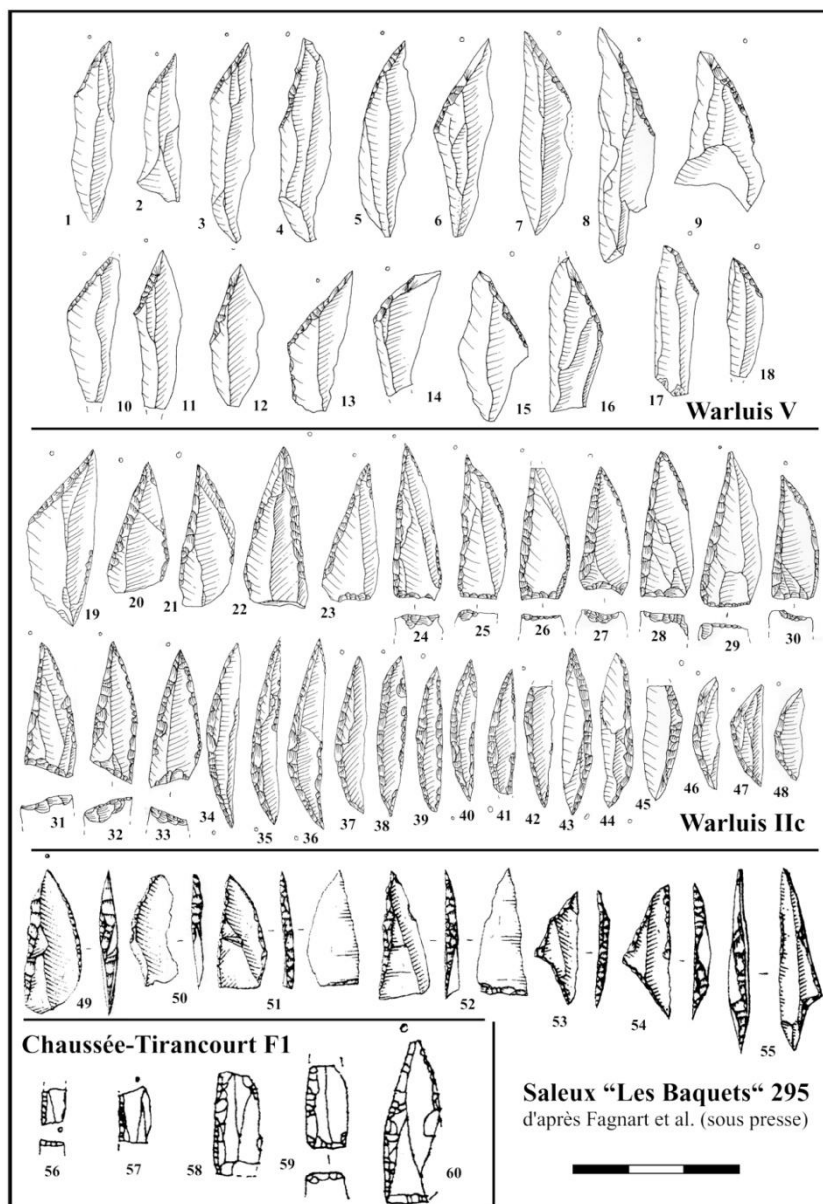 1 2 3 4 5 6 7 8 9
10 11 12 13 14 15 16 17 18
Warluis V
19 20 21 22 23 24 25 26 27 28 29 30
31 32 33 34 35 36 37 38 39 40 41 42 43 44 45 46 47 48
Warluis IIc
49 50 51 52 53 54 55
Chaussée-Tirancourt F1
56 57 58 59 60
Saleux “Les Baquets“ 295
d'après Fagnart et al. (sous presse)